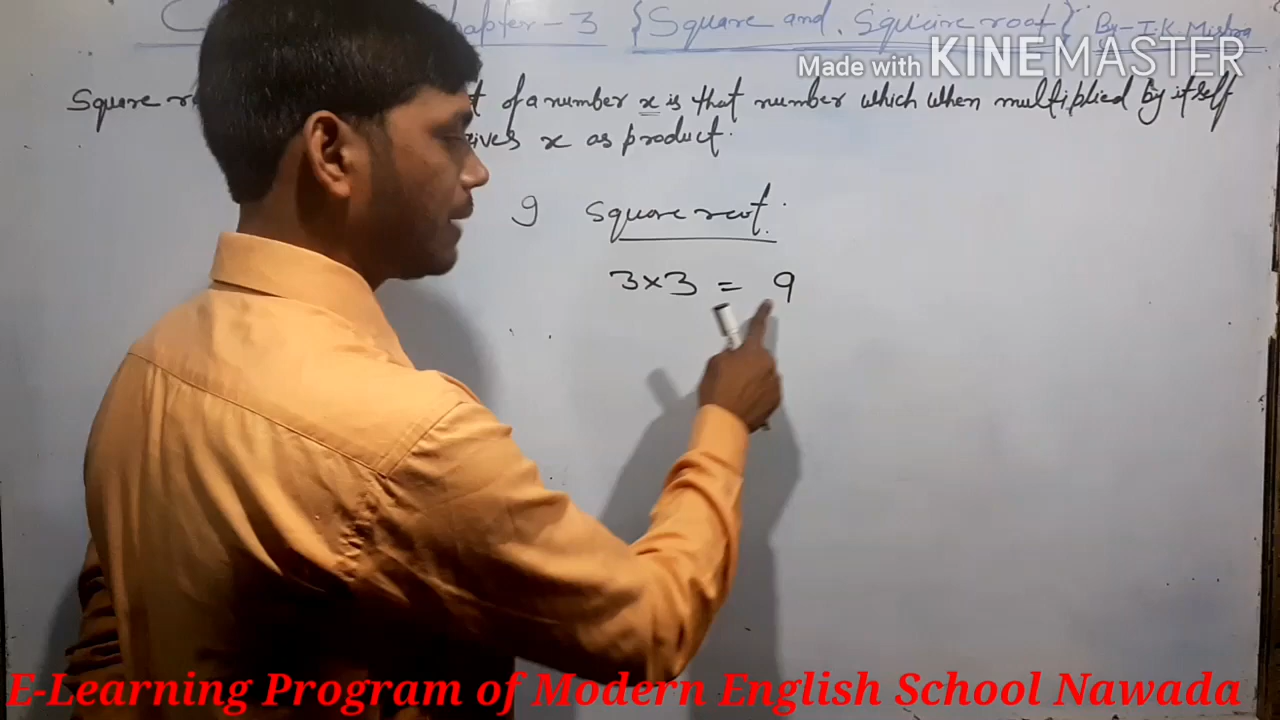 Chapter-3 {Square and Square root} By-I.K. Mishra
Made with KINEMASTER
Square of a number x is that number which when multiplied by itself
gives x as product.
9 Square root.
3×3 = 9
E-Learning Program of Modern English School Nawada